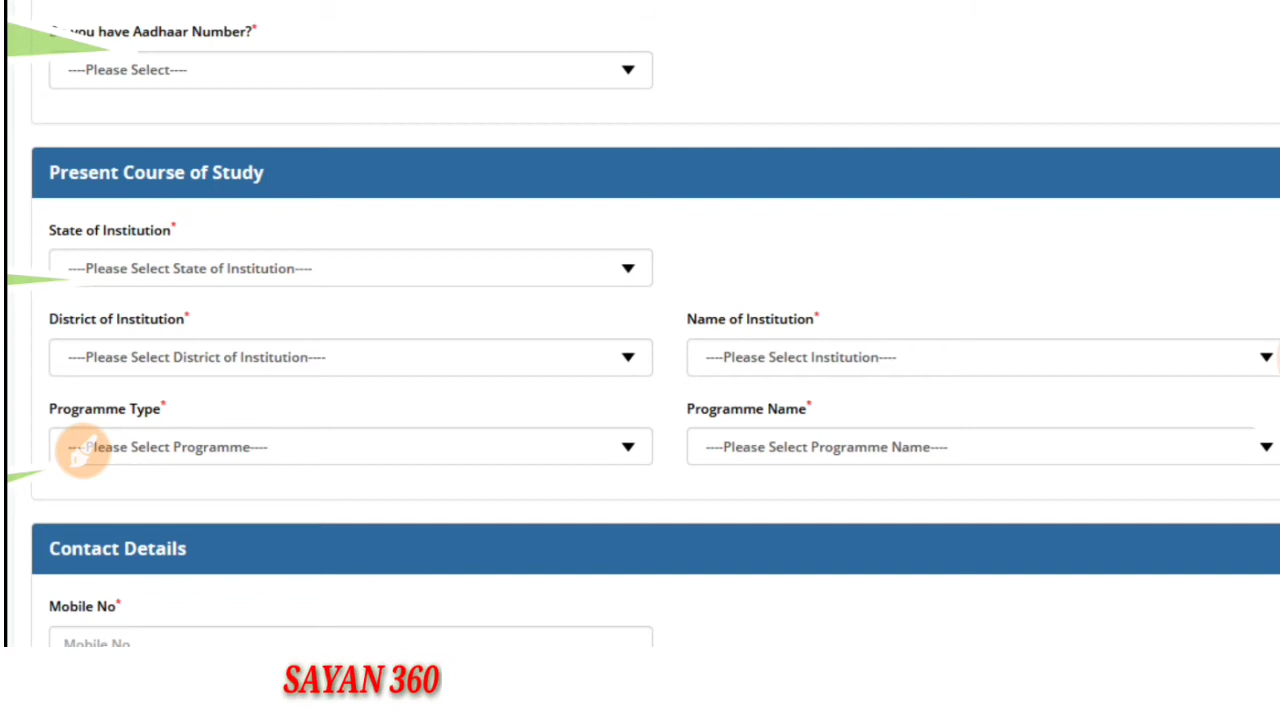 you have Aadhaar Number?*
----Please Select----
Present Course of Study
State of Institution*
----Please Select State of Institution----
District of Institution* Name of Institution*
----Please Select District of Institution---- ----Please Select Institution----
Programme Type* Programme Name*
----Please Select Programme---- ----Please Select Programme Name----
Contact Details
Mobile No*
Mobile No
SAYAN 360